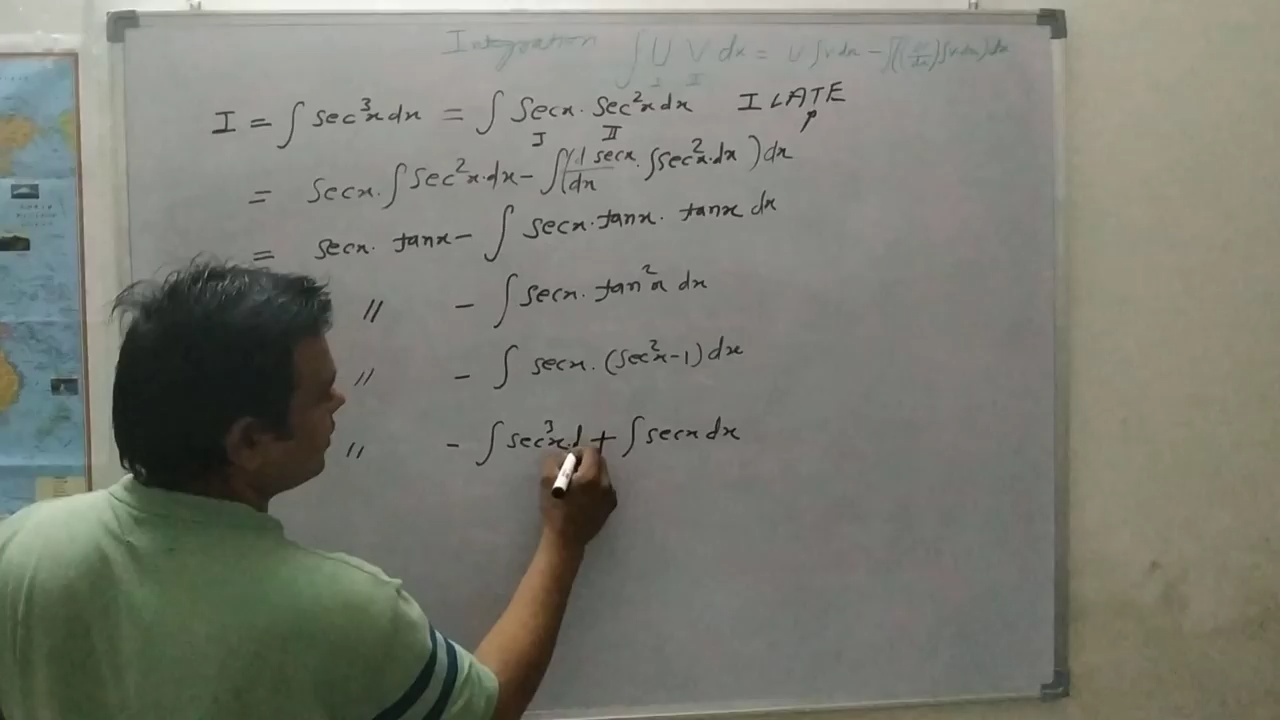 Integration ∫ U V dx = U ∫ V dx - ∫((du/dx) ∫ V dx) dx
I II
I = ∫ sec³x dx = ∫ secx · sec²x dx ILATE
I II
= secx · ∫ sec²x · dx - ∫(d secx/dx · ∫ sec²x · dx) dx
= secx · tanx - ∫ secx · tanx · tanx dx
〃 - ∫ secx · tan²x dx
〃 - ∫ secx · (sec²x - 1) dx
〃 - ∫ sec³x · d + ∫ secx dx